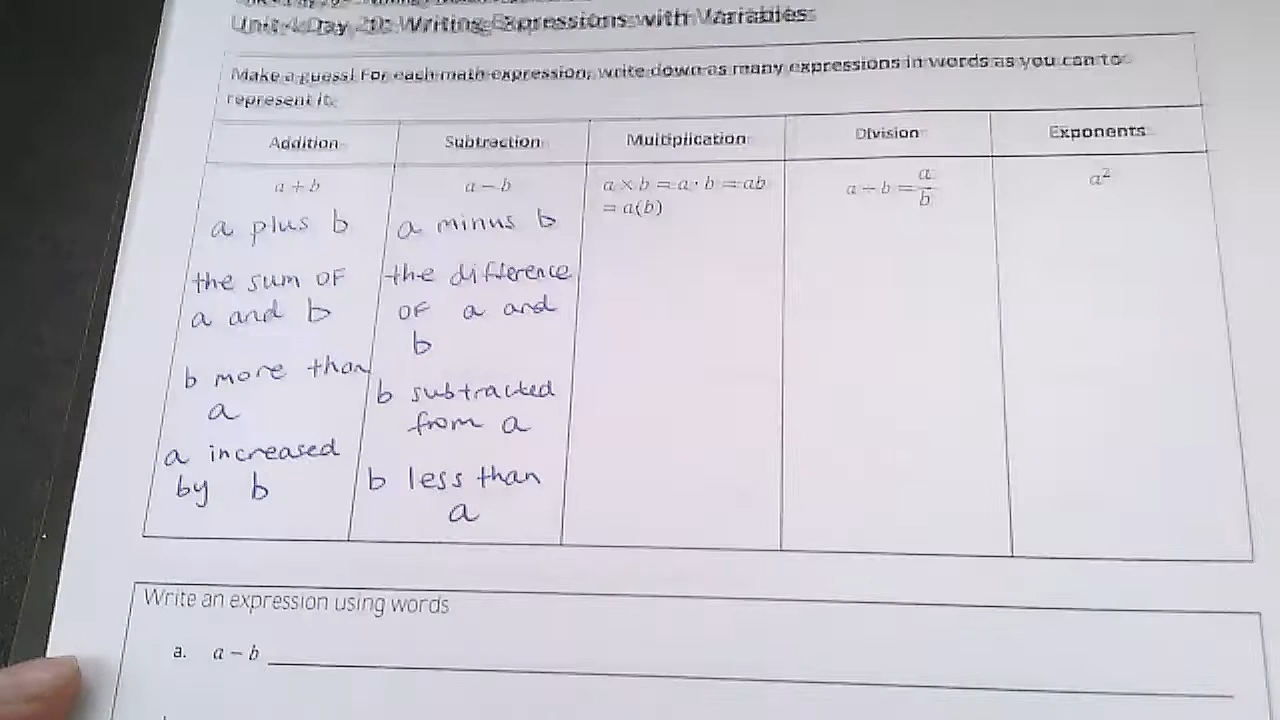 Unit 4 Day 20: Writing Expressions with Variables
Make a guess! For each math expression, write down as many expressions in words as you can to
represent it.
Addition
Subtraction
Multiplication
Division
Exponents
a + b
a plus b
the sum of
a and b
b more than
a
a increased
by b
a − b
a minus b
the difference
of a and
b
b subtracted
from a
b less than
a
a × b = a · b = ab
= a(b)
a ÷ b = a/b
a²
Write an expression using words
a. a − b